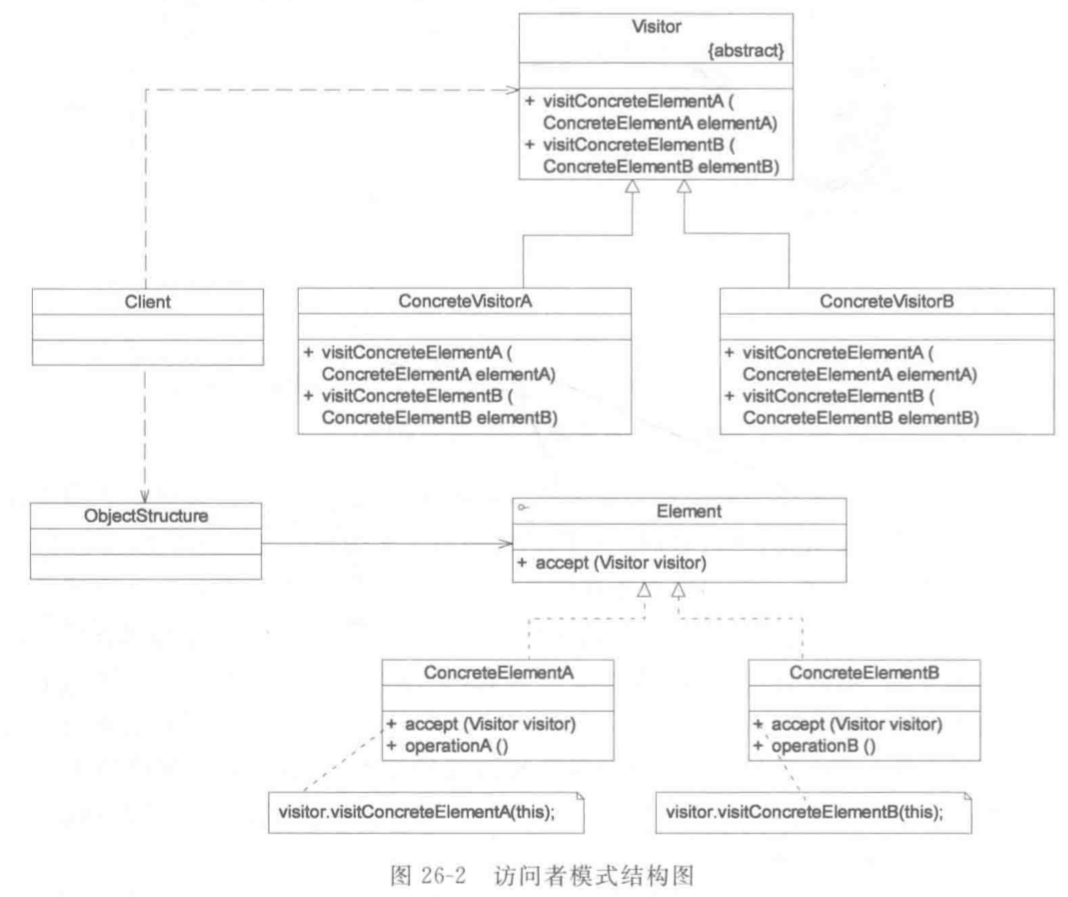 Visitor
{abstract}
+ visitConcreteElementA (
ConcreteElementA elementA)
+ visitConcreteElementB (
ConcreteElementB elementB)
Client
ConcreteVisitorA
+ visitConcreteElementA (
ConcreteElementA elementA)
+ visitConcreteElementB (
ConcreteElementB elementB)
ConcreteVisitorB
+ visitConcreteElementA (
ConcreteElementA elementA)
+ visitConcreteElementB (
ConcreteElementB elementB)
ObjectStructure
Element
+ accept (Visitor visitor)
ConcreteElementA
+ accept (Visitor visitor)
+ operationA ()
ConcreteElementB
+ accept (Visitor visitor)
+ operationB ()
visitor.visitConcreteElementA(this);
visitor.visitConcreteElementB(this);
图 26-2 访问者模式结构图